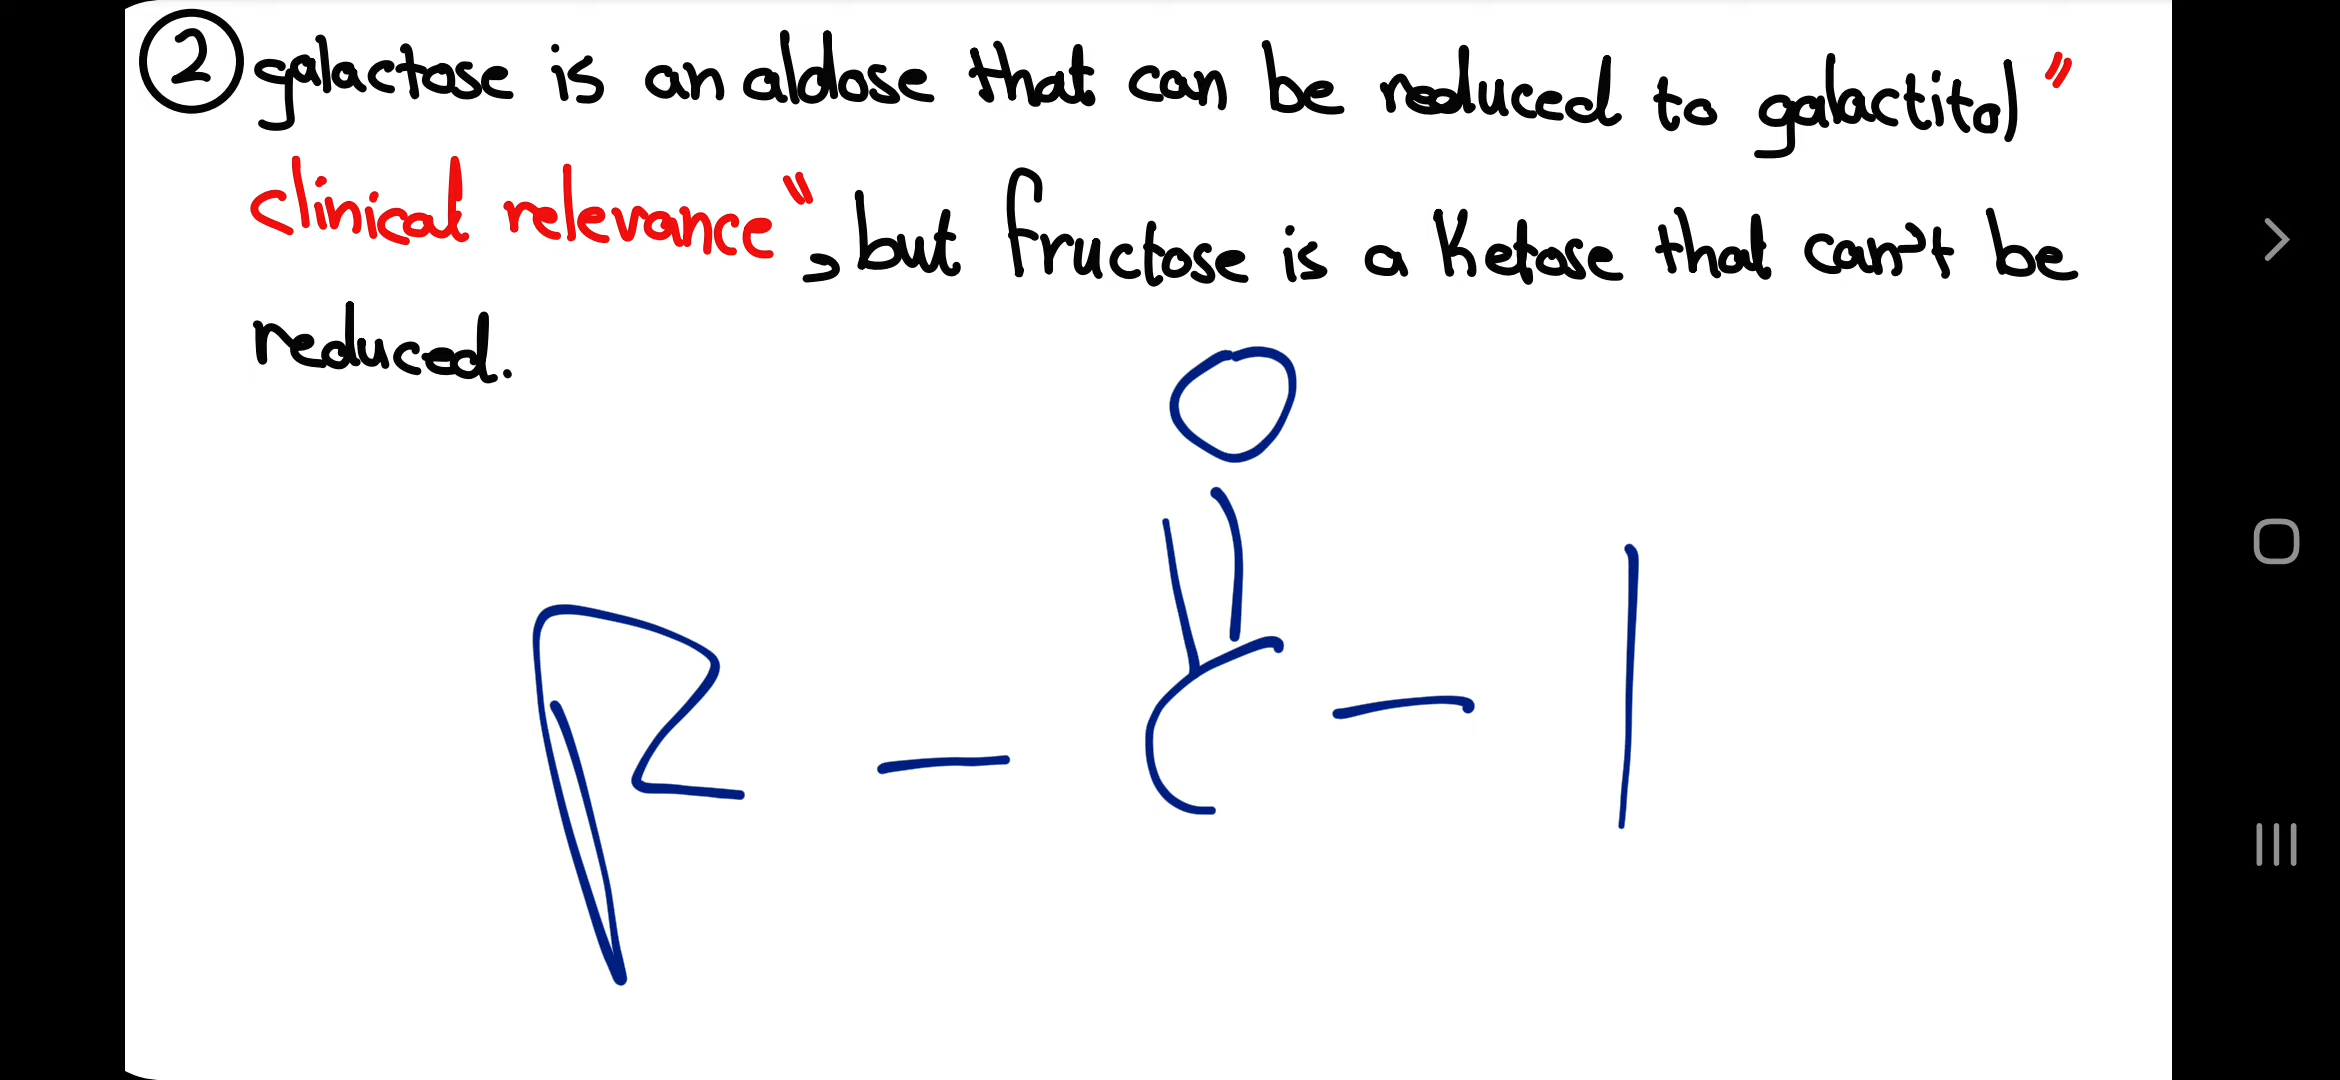 ② galactose is an aldose that can be reduced to galactitol "
clinical relevance", but fructose is a ketose that can't be
reduced.
O
R - C -